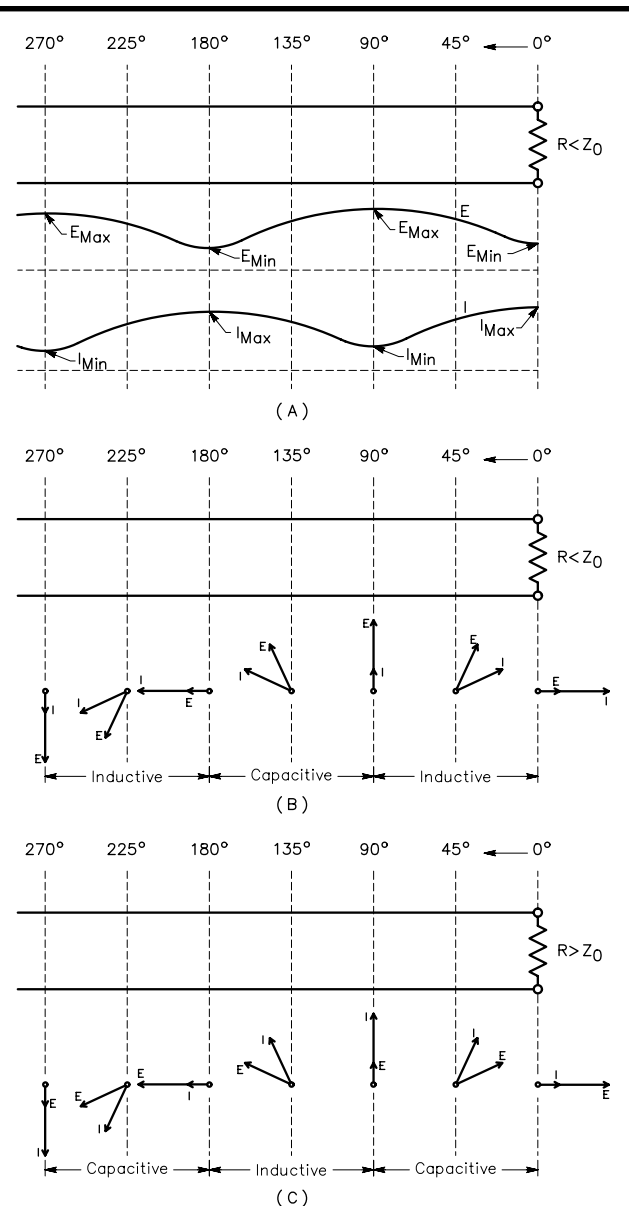 270° 225° 180° 135° 90° 45° 0°
R<Z0
E
EMax EMax
EMin EMin
I
IMax IMax
IMin IMin
(A)
270° 225° 180° 135° 90° 45° 0°
R<Z0
E E E
I I I I E
I E I
E E I
Inductive Capacitive Inductive
(B)
270° 225° 180° 135° 90° 45° 0°
R>Z0
I I I
E E E E I
E E I E
I I
Capacitive Inductive Capacitive
(C)